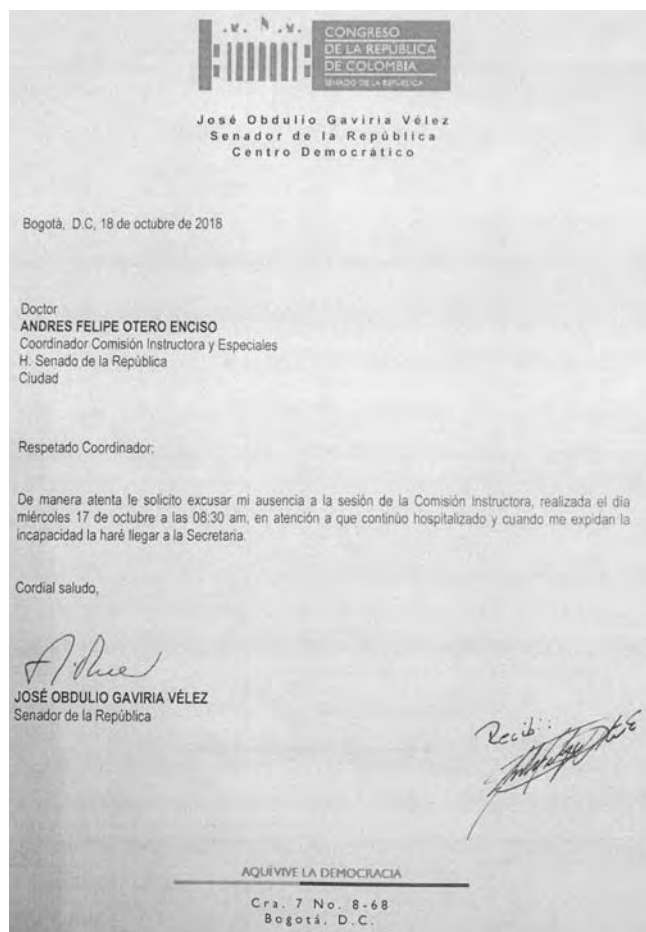 CONGRESO
DE LA REPÚBLICA
DE COLOMBIA
SENADO DE LA REPÚBLICA
José Obdulio Gaviria Vélez
Senador de la República
Centro Democrático
Bogotá, D.C, 18 de octubre de 2018
Doctor
ANDRES FELIPE OTERO ENCISO
Coordinador Comisión Instructora y Especiales
H. Senado de la República
Ciudad
Respetado Coordinador:
De manera atenta le solicito excusar mi ausencia a la sesión de la Comisión Instructora, realizada el día
miércoles 17 de octubre a las 08:30 am, en atención a que continúo hospitalizado y cuando me expidan la
incapacidad la haré llegar a la Secretaria.
Cordial saludo,
JOSÉ OBDULIO GAVIRIA VÉLEZ
Senador de la República
Recibí:
AQUÍ VIVE LA DEMOCRACIA
Cra. 7 No. 8-68
Bogotá. D.C.